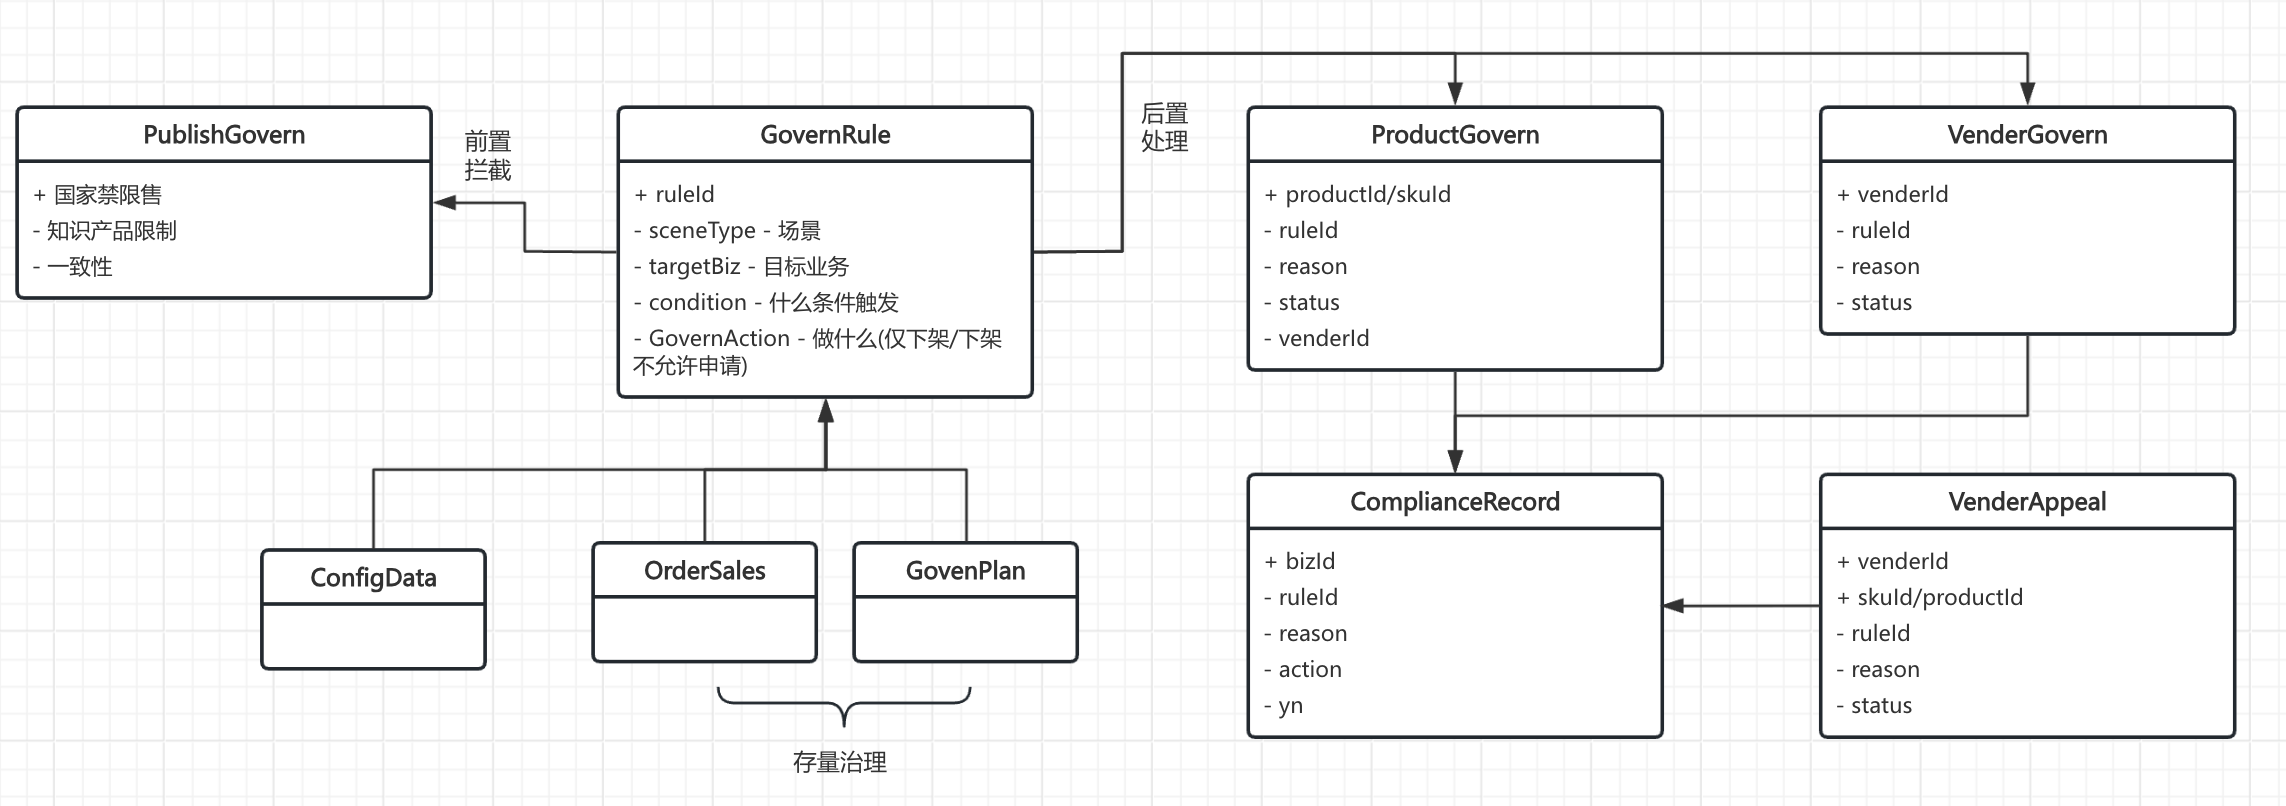 PublishGovern
+ 国家禁限售
- 知识产品限制
- 一致性
前置
拦截
GovernRule
+ ruleId
- sceneType - 场景
- targetBiz - 目标业务
- condition - 什么条件触发
- GovernAction - 做什么(仅下架/下架
不允许申请)
后置
处理
ProductGovern
+ productId/skuId
- ruleId
- reason
- status
- venderId
VenderGovern
+ venderId
- ruleId
- reason
- status
ConfigData
OrderSales
GovenPlan
存量治理
ComplianceRecord
+ bizId
- ruleId
- reason
- action
- yn
VenderAppeal
+ venderId
+ skuId/productId
- ruleId
- reason
- status